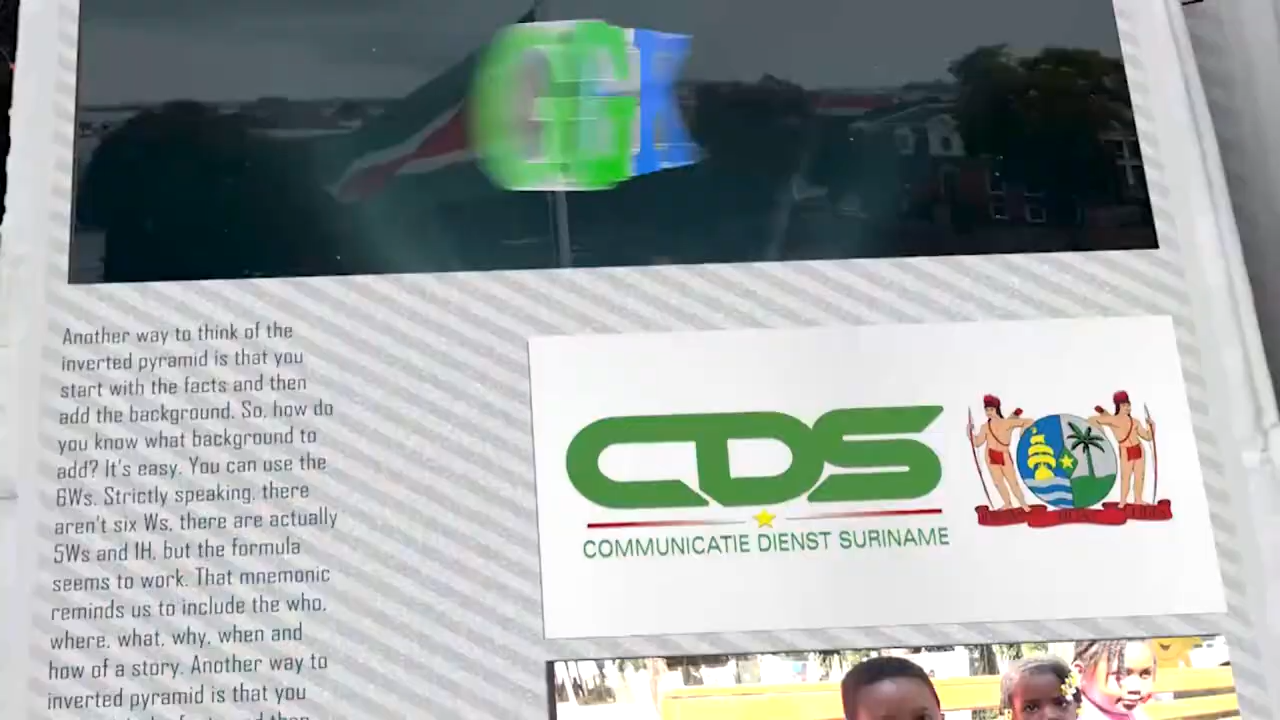 Another way to think of the
inverted pyramid is that you
start with the facts and then
add the background. So, how do
you know what background to
add? It's easy. You can use the
6Ws. Strictly speaking, there
aren't six Ws, there are actually
5Ws and 1H, but the formula
seems to work. That mnemonic
reminds us to include the who,
where, what, why, when and
how of a story. Another way to
inverted pyramid is that you
CDS
COMMUNICATIE DIENST SURINAME